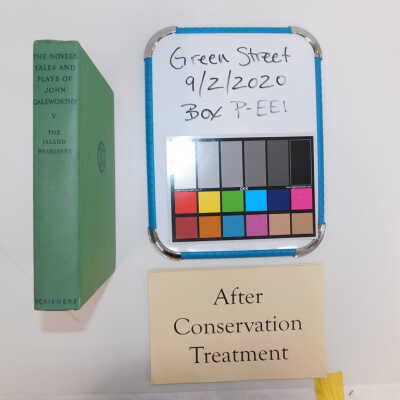 THE NOVELS
TALES AND
PLAYS OF
JOHN
GALSWORTHY
V
THE
ISLAND
PHARISEES
SCRIBNERS
Green Street
9/2/2020
Box P-EE1
After
Conservation
Treatment